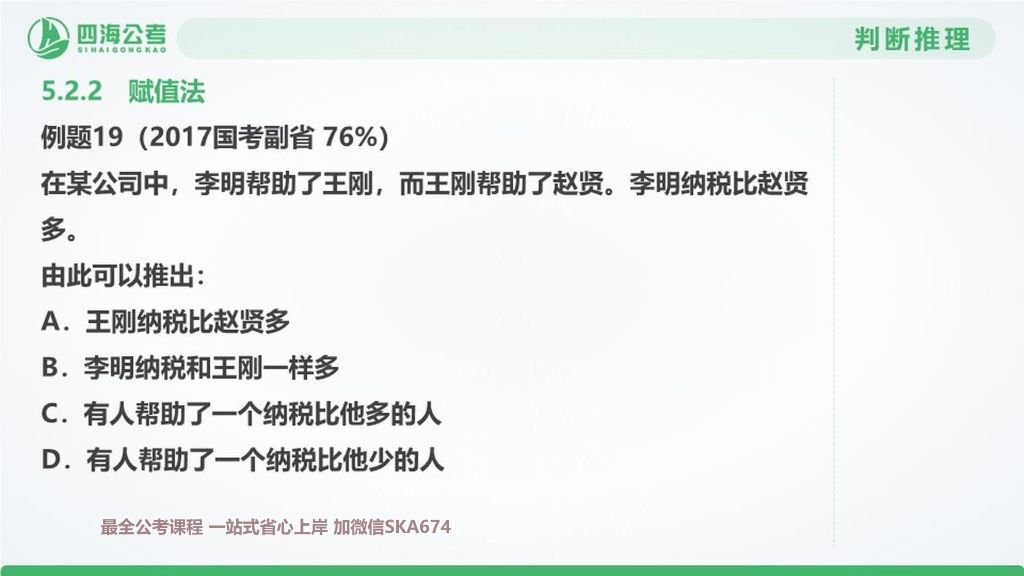 四海公考
SIHAIGONGKAO
判断推理
5.2.2 赋值法
例题19（2017国考副省 76%）
在某公司中，李明帮助了王刚，而王刚帮助了赵贤。李明纳税比赵贤
多。
由此可以推出：
A．王刚纳税比赵贤多
B．李明纳税和王刚一样多
C．有人帮助了一个纳税比他多的人
D．有人帮助了一个纳税比他少的人
最全公考课程 一站式省心上岸 加微信SKA674